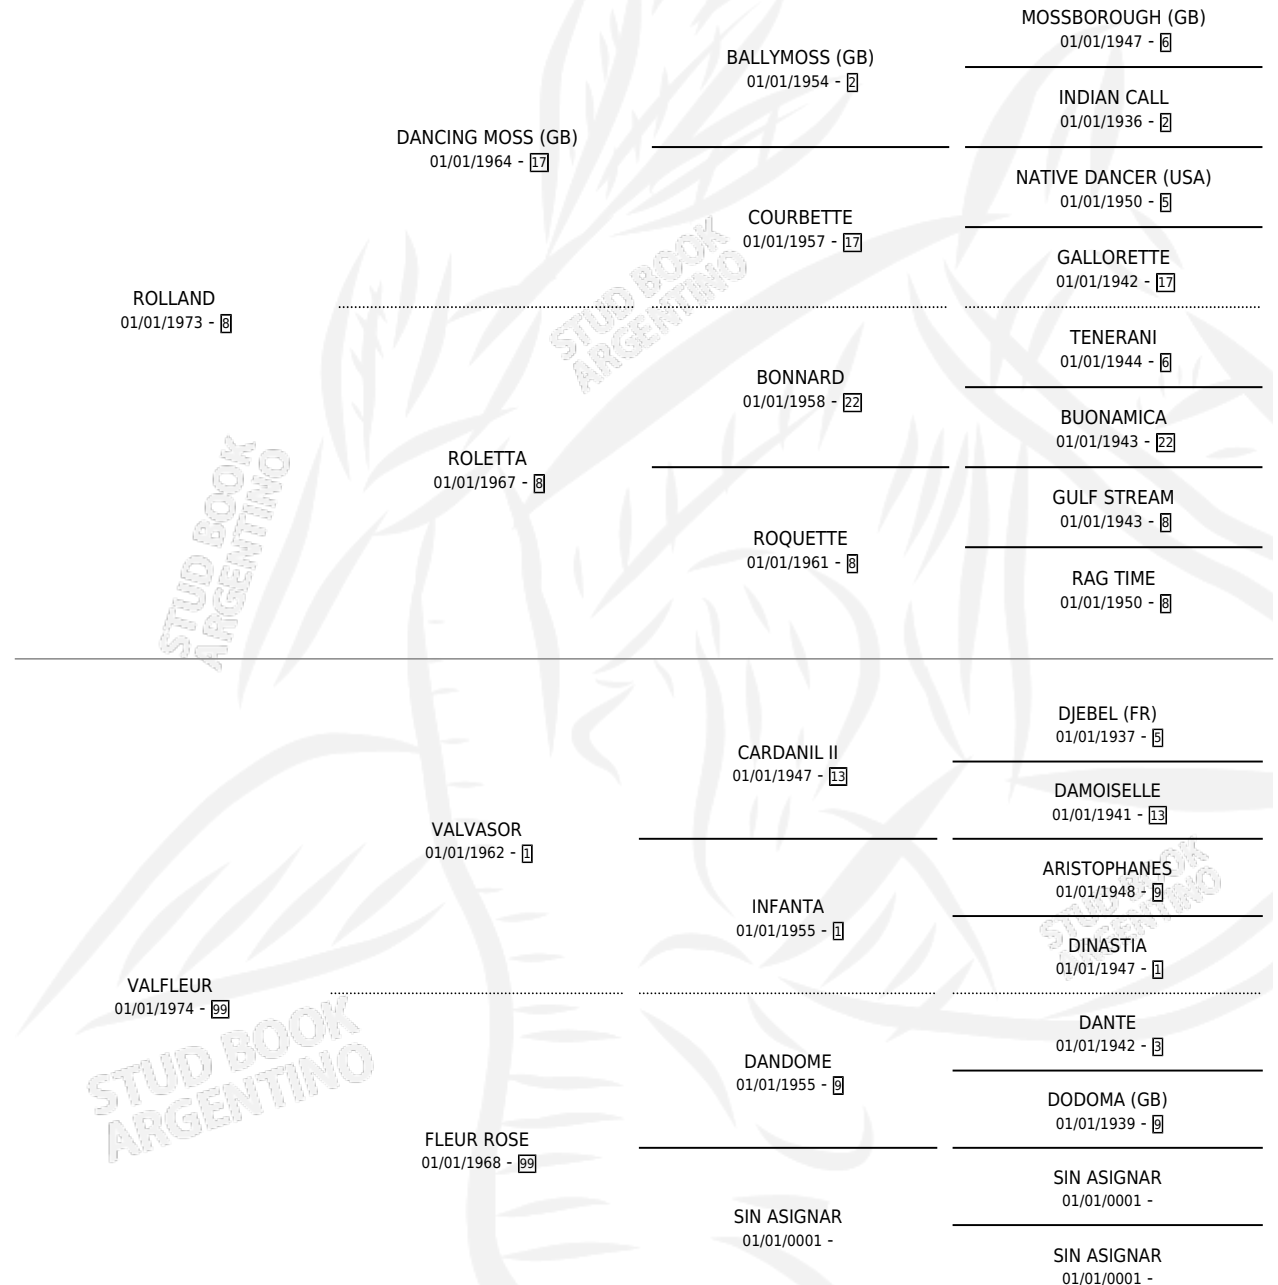 MOSSBOROUGH (GB)
01/01/1947 - 6
BALLYMOSS (GB)
01/01/1954 - 2
INDIAN CALL
01/01/1936 - 2
DANCING MOSS (GB)
01/01/1964 - 17
NATIVE DANCER (USA)
01/01/1950 - 5
COURBETTE
01/01/1957 - 17
GALLORETTE
01/01/1942 - 17
ROLLAND
01/01/1973 - 8
STUD BOOK
ARGENTINO
TENERANI
01/01/1944 - 6
BONNARD
01/01/1958 - 22
BUONAMICA
01/01/1943 - 22
ROLETTA
01/01/1967 - 8
GULF STREAM
01/01/1943 - 8
ROQUETTE
01/01/1961 - 8
RAG TIME
01/01/1950 - 8
STUD BOOK
ARGENTINO
DJEBEL (FR)
01/01/1937 - 5
CARDANIL II
01/01/1947 - 13
DAMOISELLE
01/01/1941 - 13
VALVASOR
01/01/1962 - 1
ARISTOPHANES
01/01/1948 - 9
INFANTA
01/01/1955 - 1
STUD BOOK
ARGENTINO
DINASTIA
01/01/1947 - 1
VALFLEUR
01/01/1974 - 99
DANTE
01/01/1942 - 3
DANDOME
01/01/1955 - 9
STUD BOOK
ARGENTINO
DODOMA (GB)
01/01/1939 - 9
FLEUR ROSE
01/01/1968 - 99
SIN ASIGNAR
01/01/0001 -
SIN ASIGNAR
01/01/0001 -
SIN ASIGNAR
01/01/0001 -